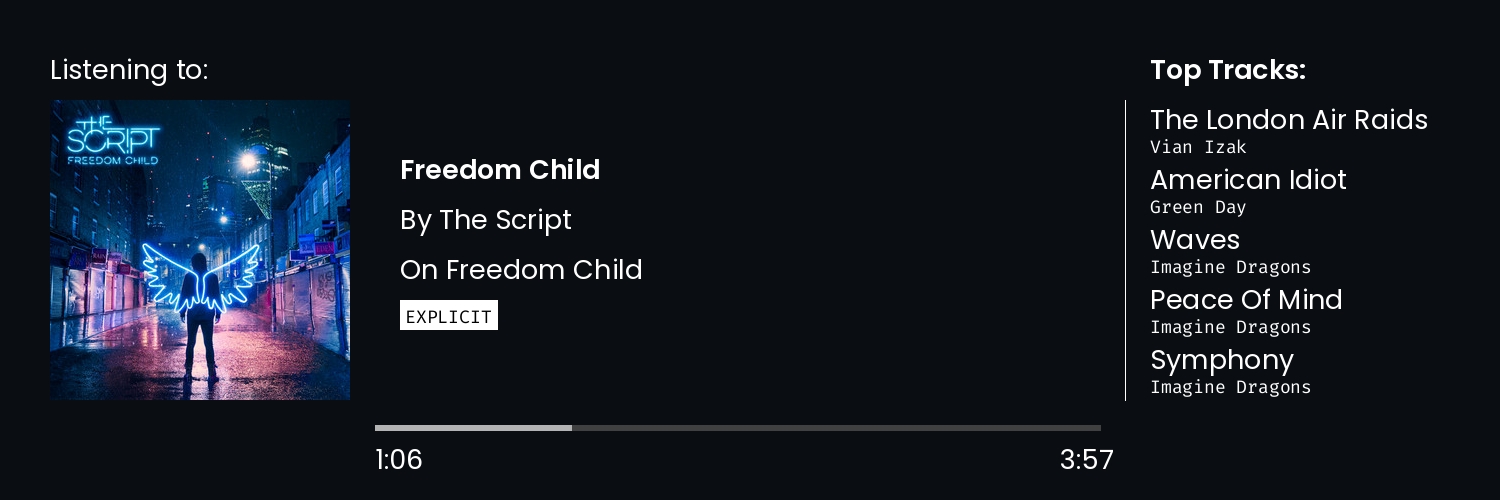 Listening to:
THE
SCRIPT
FREEDOM CHILD
Freedom Child
By The Script
On Freedom Child
EXPLICIT
1:06
3:57
Top Tracks:
The London Air Raids
Vian Izak
American Idiot
Green Day
Waves
Imagine Dragons
Peace Of Mind
Imagine Dragons
Symphony
Imagine Dragons